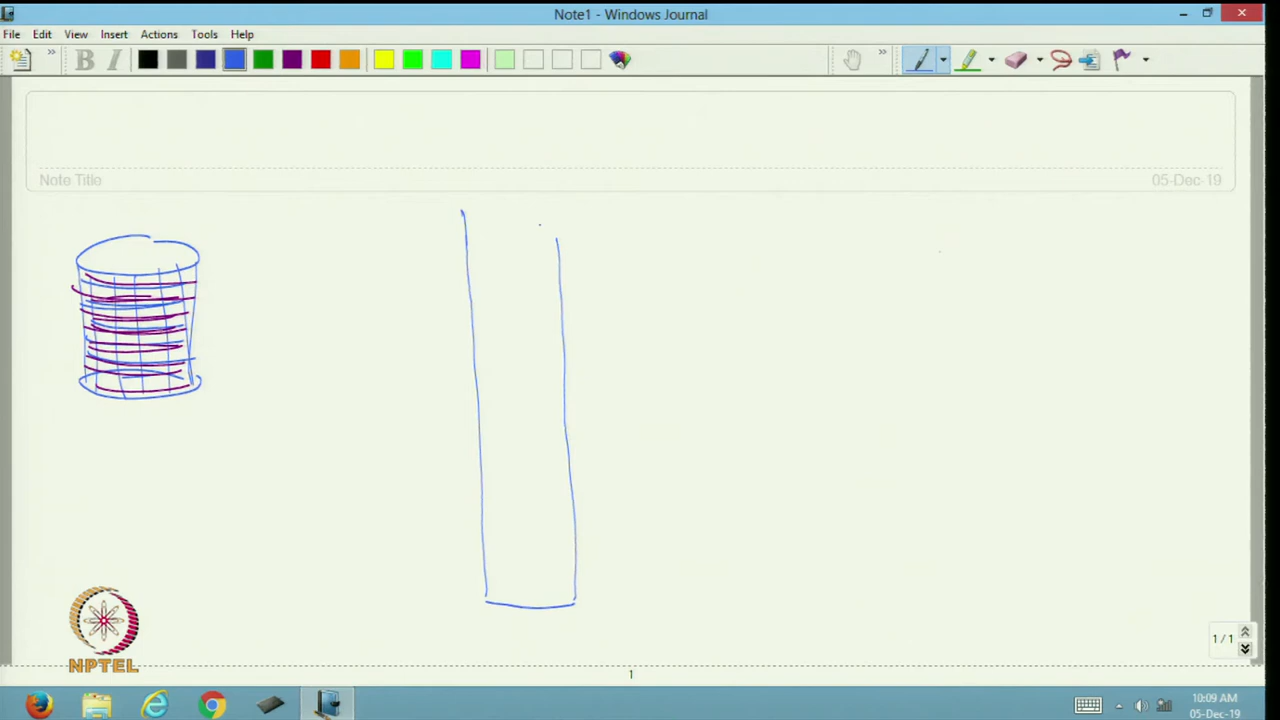 Note1 - Windows Journal
File Edit View Insert Actions Tools Help
B I
Note Title
05-Dec-19
NPTEL
1 / 1
1
10:09 AM
05-Dec-19